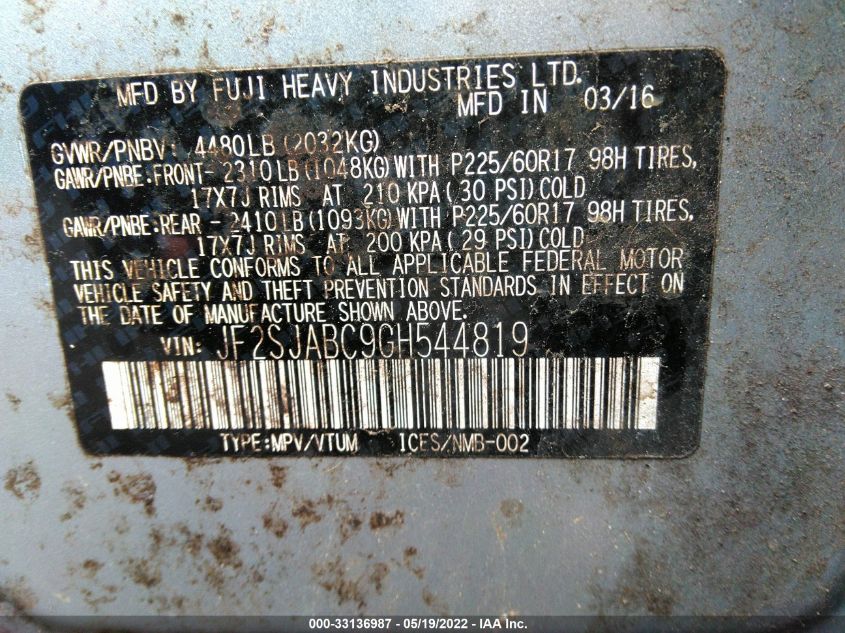 MFD BY FUJI HEAVY INDUSTRIES LTD.
MFD IN 03/16
GVWR/PNBV: 4480LB (2032KG)
GAWR/PNBE:FRONT- 2310LB (1048KG) WITH P225/60R17 98H TIRES,
17X7J RIMS AT 210 KPA (30 PSI) COLD
GAWR/PNBE:REAR - 2410LB (1093KG) WITH P225/60R17 98H TIRES,
17X7J RIMS AT 200 KPA (29 PSI) COLD
THIS VEHICLE CONFORMS TO ALL APPLICABLE FEDERAL MOTOR
VEHICLE SAFETY AND THEFT PREVENTION STANDARDS IN EFFECT ON
THE DATE OF MANUFACTURE SHOWN ABOVE.
VIN: JF2SJABC9GH544819
TYPE:MPV/VTUM ICES/NMB-002
000-33136987 - 05/19/2022 - IAA Inc.